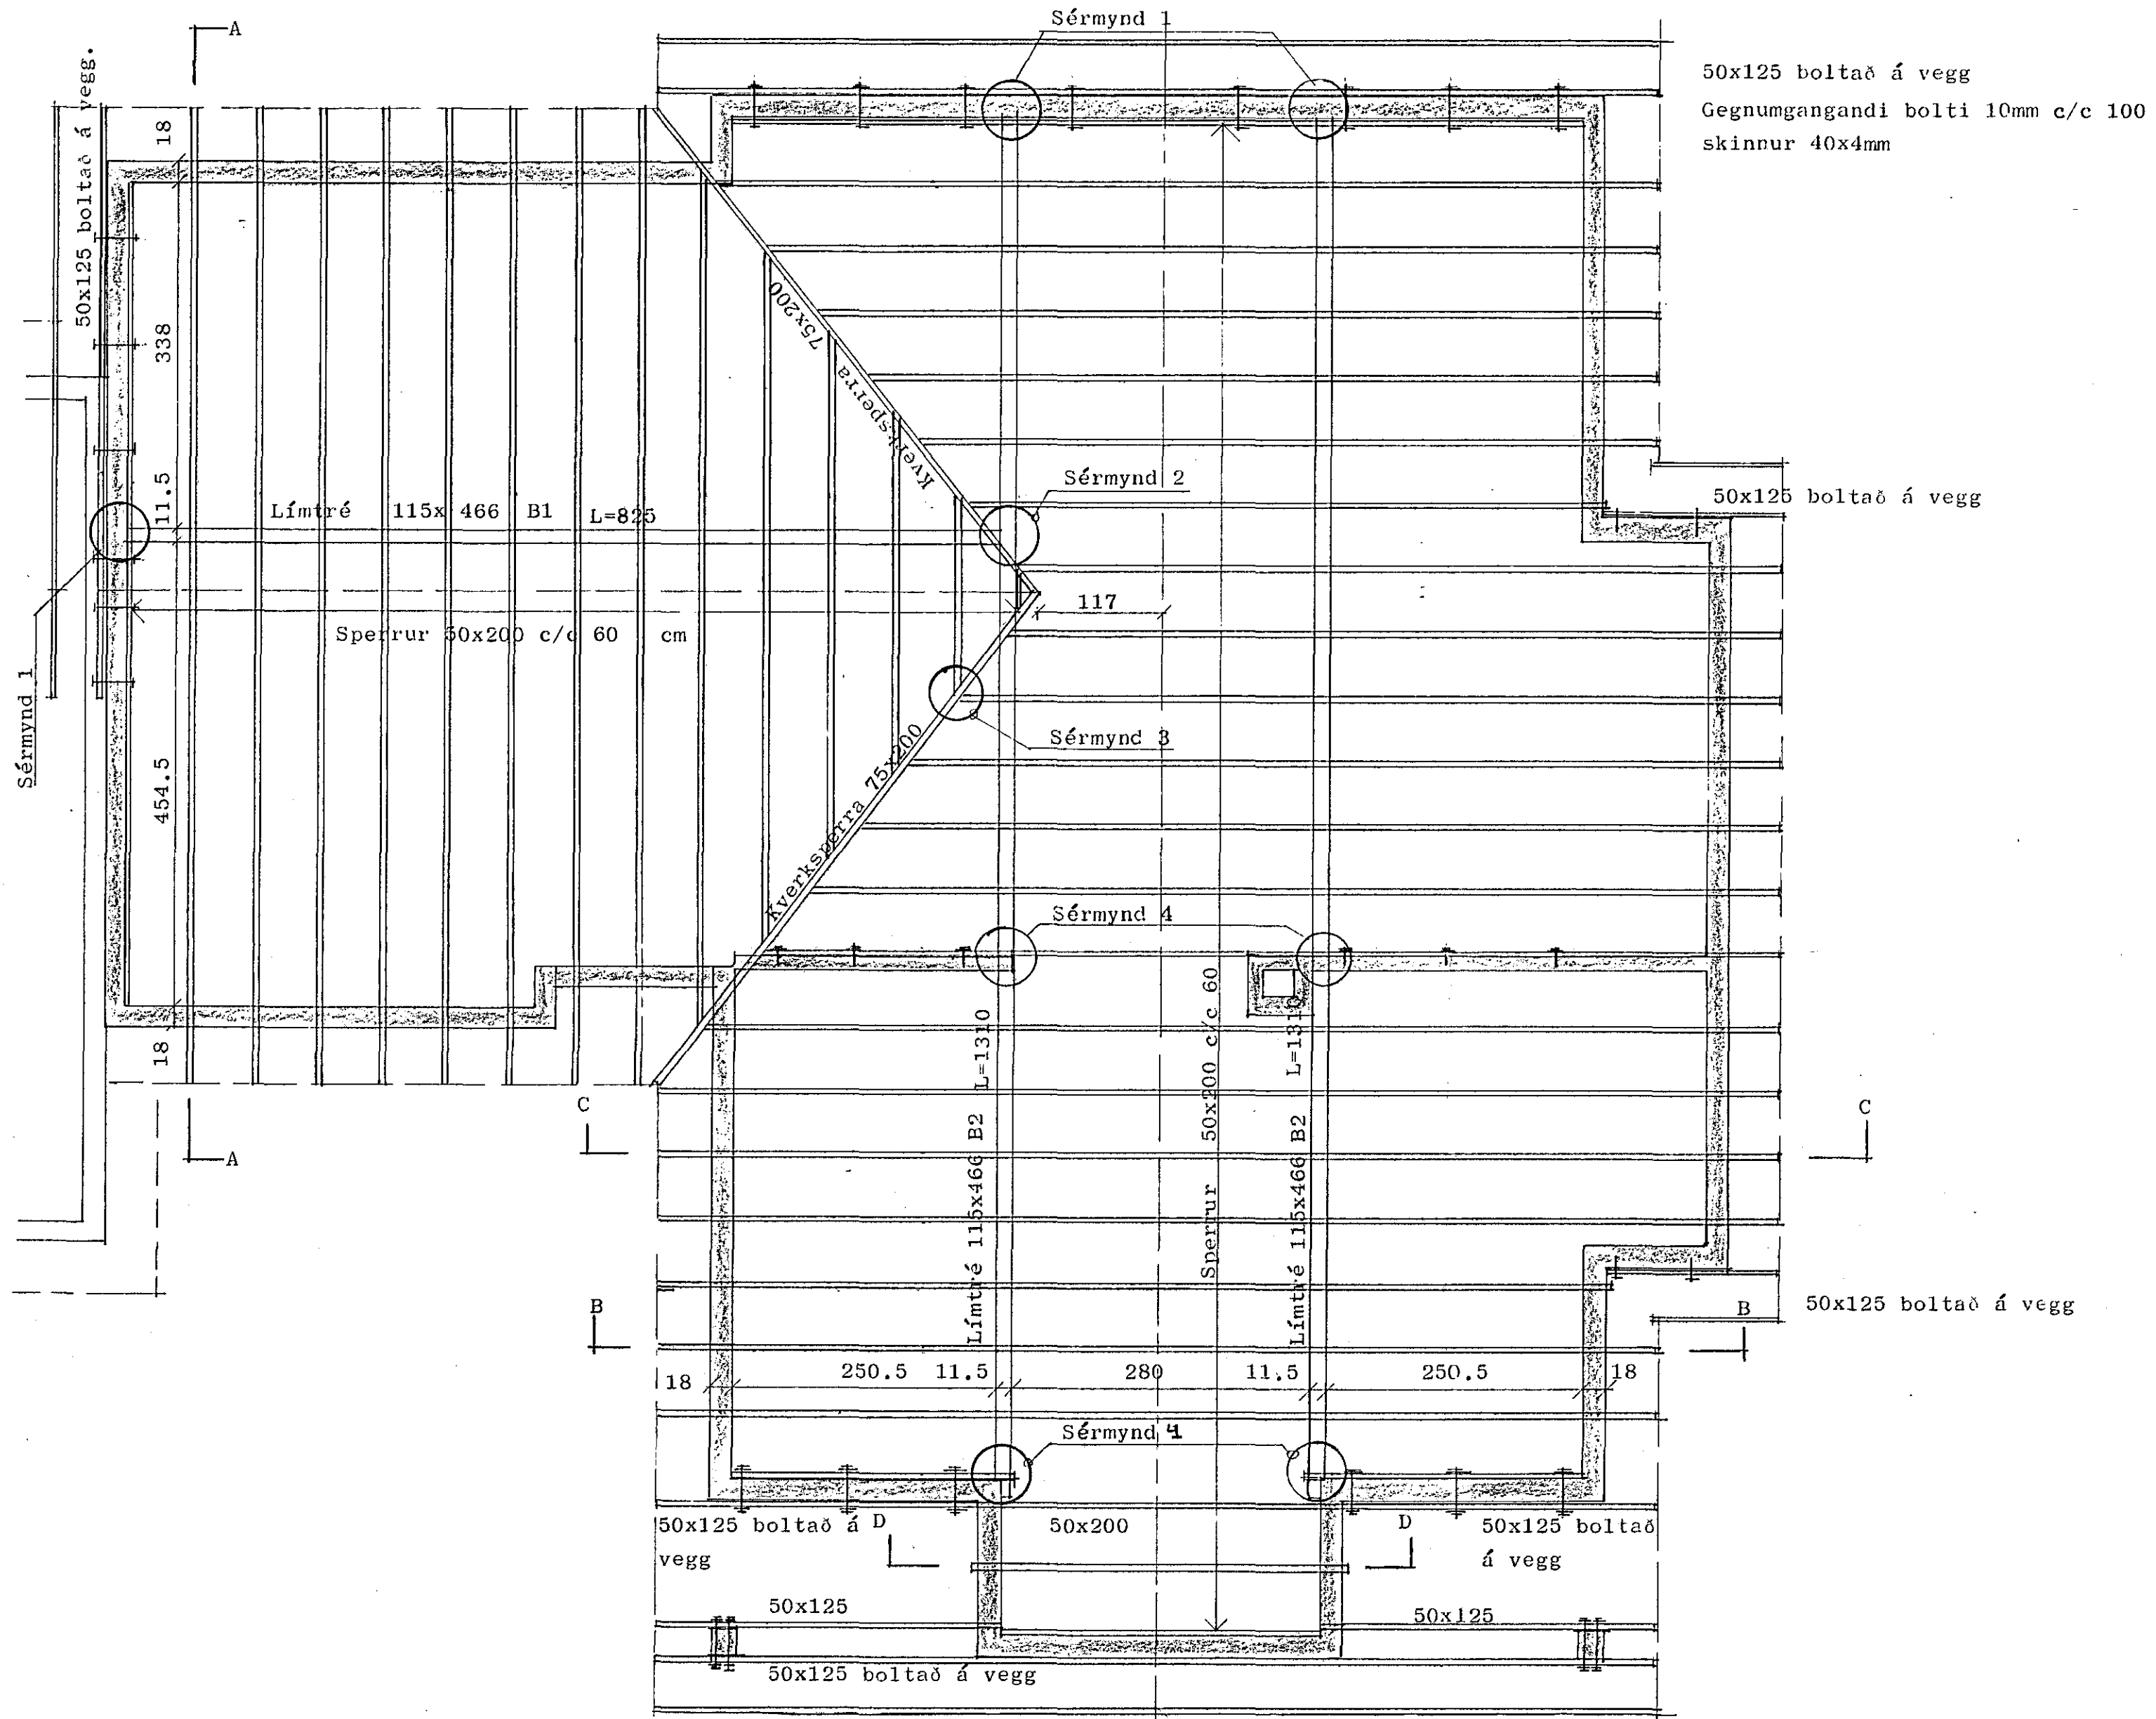 Sérmynd 1
A
50x125 boltað á vegg.
50x125 boltað á vegg
Gegnumgangandi bolti 10mm c/c 100
skinnur 40x4mm
18
338
11.5
454.5
18
Kverksperra 75x200
Sérmynd 2
50x125 boltað á vegg
Límtré 115x 466 B1 L=825
117
Sperrur 50x200 c/c 60 cm
Sérmynd 1
Sérmynd 3
Kverksperra 75x200
Sérmynd 4
Límtré 115x466 B2 L=1310
Sperrur 50x200 c/c 60
Límtré 115x466 B2 L=1310
C
C
A
B
B
50x125 boltað á vegg
18
250.5
11.5
280
11.5
250.5
18
Sérmynd 4
50x125 boltað á
vegg
D
50x200
D
50x125 boltað
á vegg
50x125
50x125
50x125 boltað á vegg